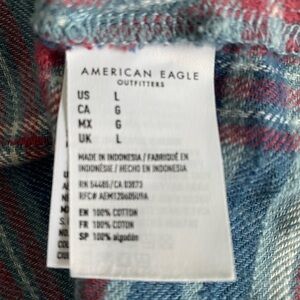 AMERICAN EAGLE
OUTFITTERS
US L
CA G
MX G
UK L
MADE IN INDONESIA / FABRIQUÉ EN
INDONÉSIE / HECHO EN INDONESIA
RN 54485/CA 03873
EN 100% COTTON
FR 100% COTON
SP 100% algodón